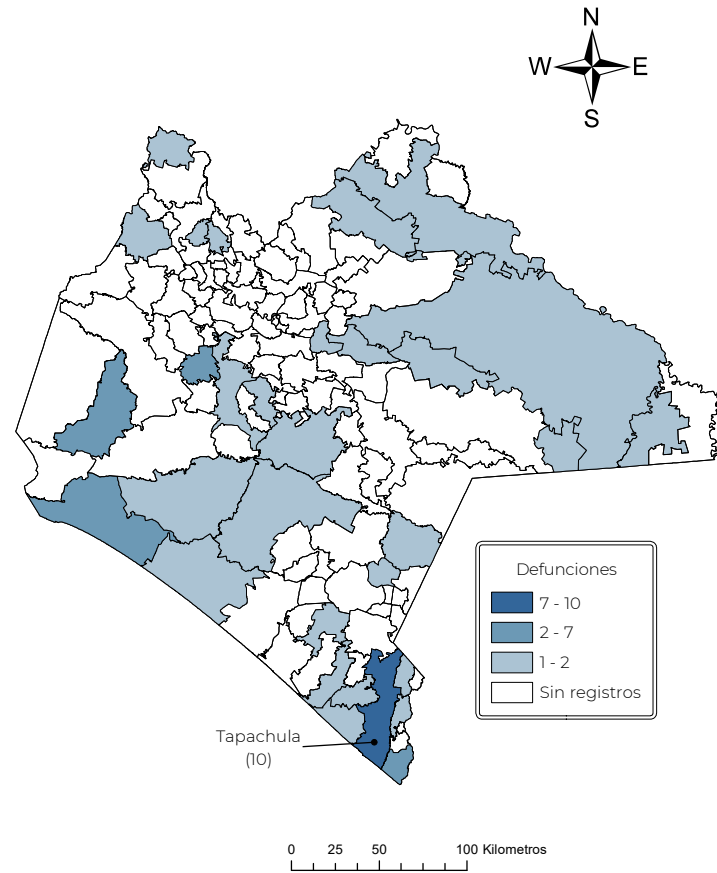 N
W
E
S
Defunciones
7 - 10
2 - 7
1 - 2
Sin registros
Tapachula
(10)
0 25 50 100 Kilometros